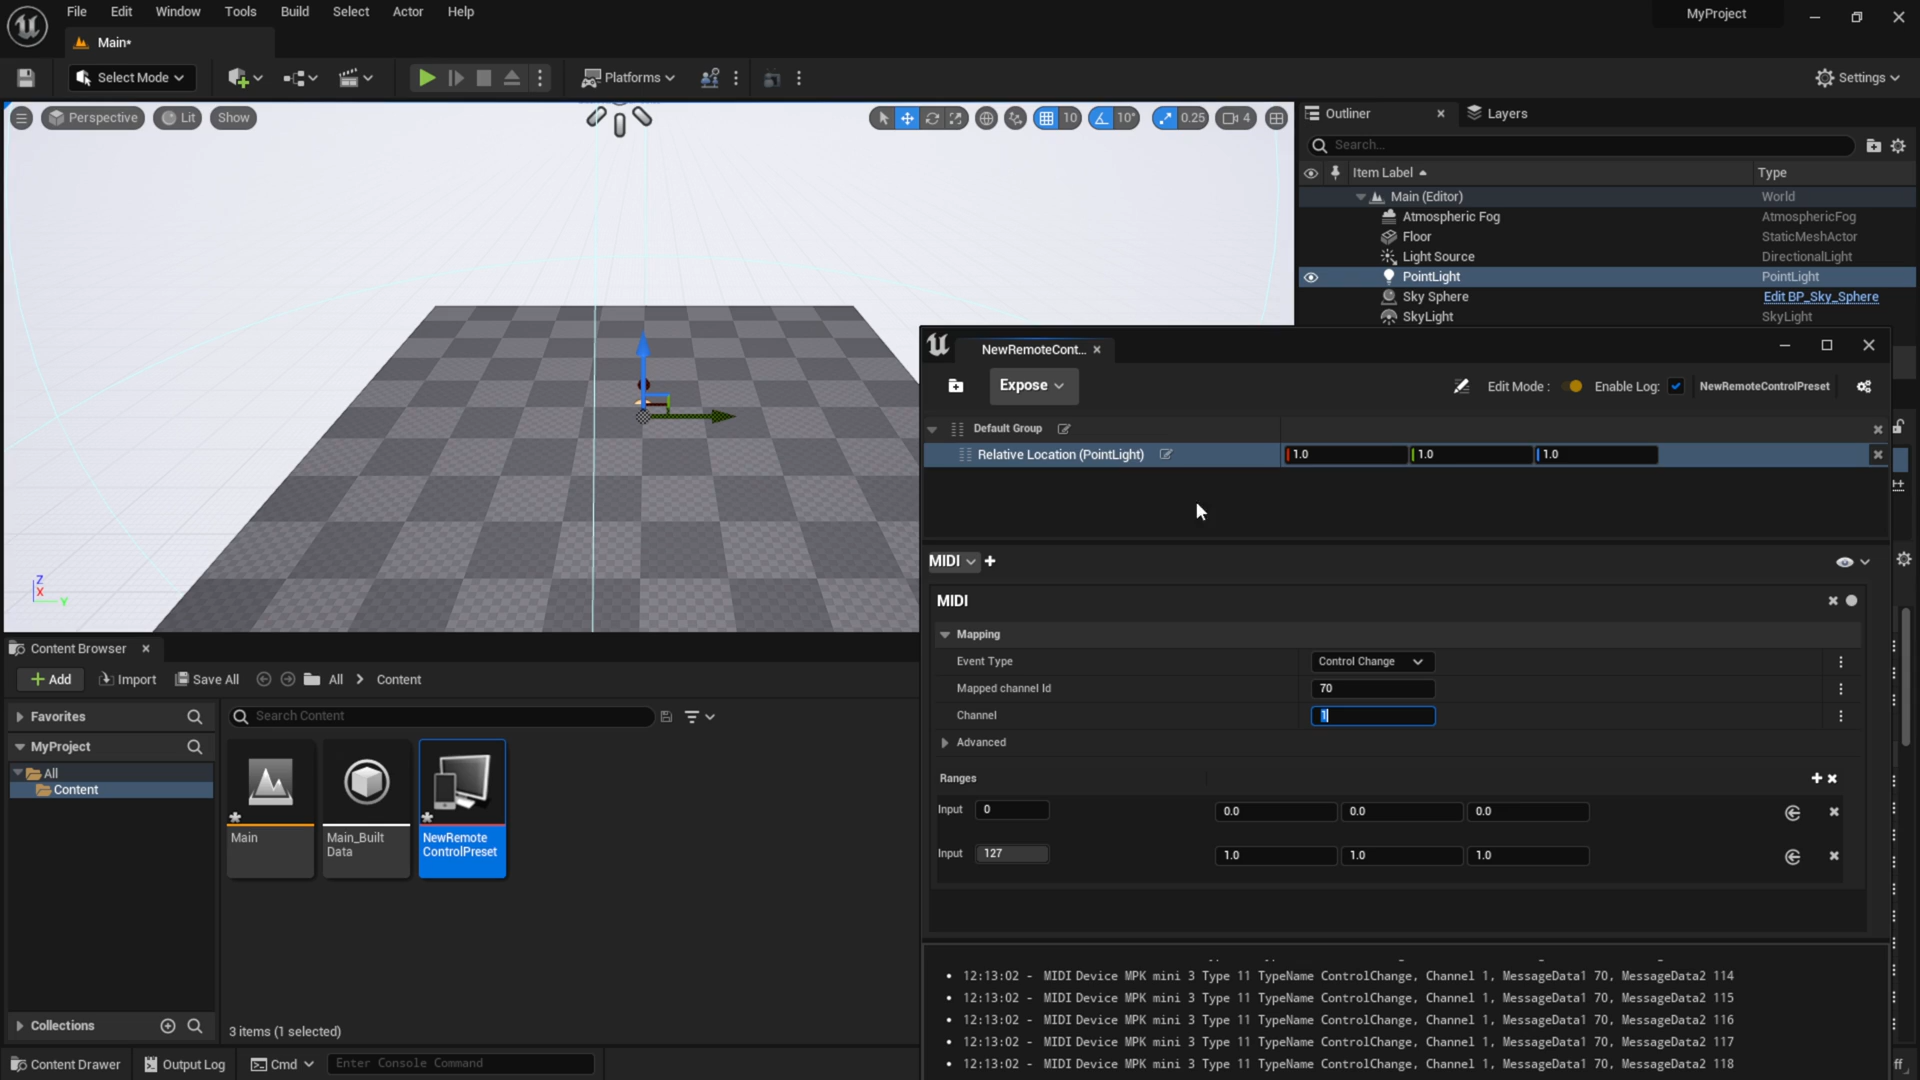 File Edit Window Tools Build Select Actor Help
MyProject
Main*
Select Mode
Platforms
Settings
Perspective Lit Show
10 10° 0.25 4
Outliner Layers
Search...
Item Label Type
Main (Editor) World
Atmospheric Fog AtmosphericFog
Floor StaticMeshActor
Light Source DirectionalLight
PointLight PointLight
Sky Sphere Edit BP_Sky_Sphere
SkyLight SkyLight
NewRemoteCont...
Expose
Edit Mode : Enable Log: NewRemoteControlPreset
Default Group
Relative Location (PointLight) 1.0 1.0 1.0
MIDI
MIDI
Mapping
Event Type Control Change
Mapped channel Id 70
Channel 1
Advanced
Ranges
Input 0 0.0 0.0 0.0
Input 127 1.0 1.0 1.0
12:13:02 - MIDI Device MPK mini 3 Type 11 TypeName ControlChange, Channel 1, MessageData1 70, MessageData2 114
12:13:02 - MIDI Device MPK mini 3 Type 11 TypeName ControlChange, Channel 1, MessageData1 70, MessageData2 115
12:13:02 - MIDI Device MPK mini 3 Type 11 TypeName ControlChange, Channel 1, MessageData1 70, MessageData2 116
12:13:02 - MIDI Device MPK mini 3 Type 11 TypeName ControlChange, Channel 1, MessageData1 70, MessageData2 117
12:13:02 - MIDI Device MPK mini 3 Type 11 TypeName ControlChange, Channel 1, MessageData1 70, MessageData2 118
Z
X
Y
Content Browser
Add Import Save All All Content
Favorites
Search Content
MyProject
All
Content
Main
Main_Built
Data
NewRemote
ControlPreset
Collections
3 items (1 selected)
Content Drawer Output Log Cmd Enter Console Command
ff